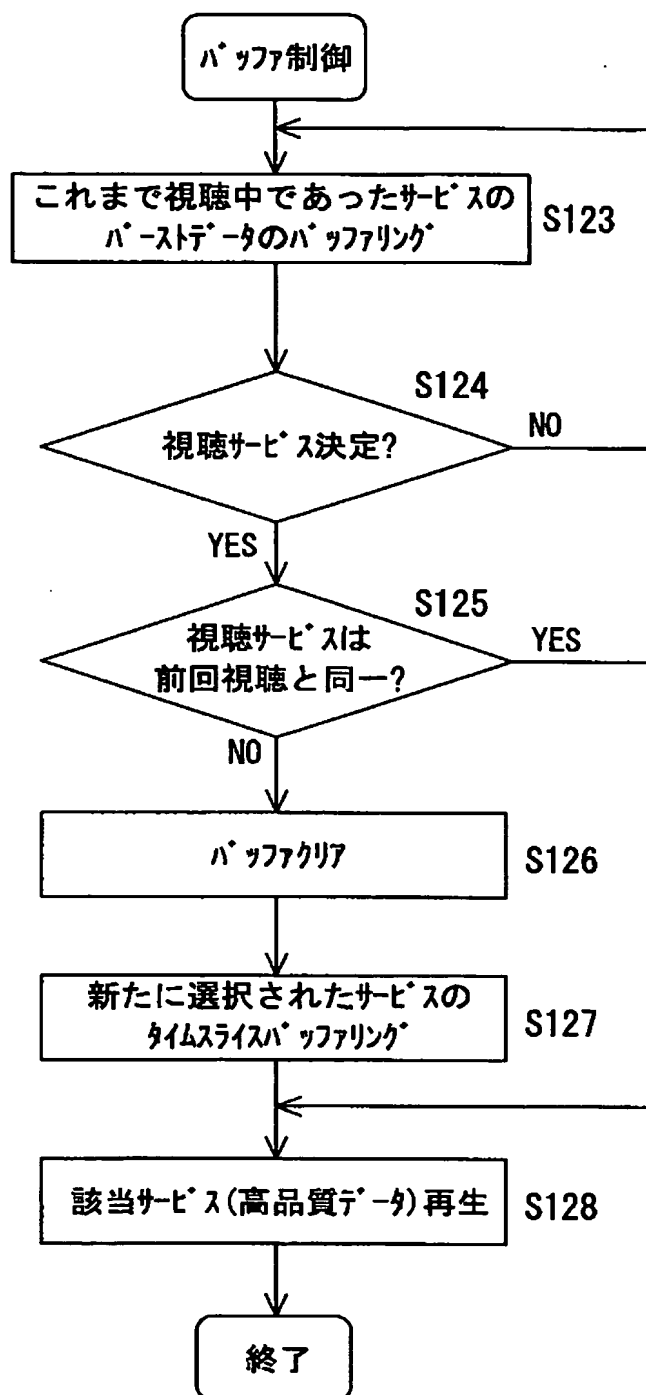 バッファ制御
これまで視聴中であったサービスの
バーストデータのバッファリング
S123
S124
視聴サービス決定?
NO
YES
S125
視聴サービスは
前回視聴と同一?
YES
NO
バッファクリア
S126
新たに選択されたサービスの
タイムスライスバッファリング
S127
該当サービス(高品質データ)再生
S128
終了